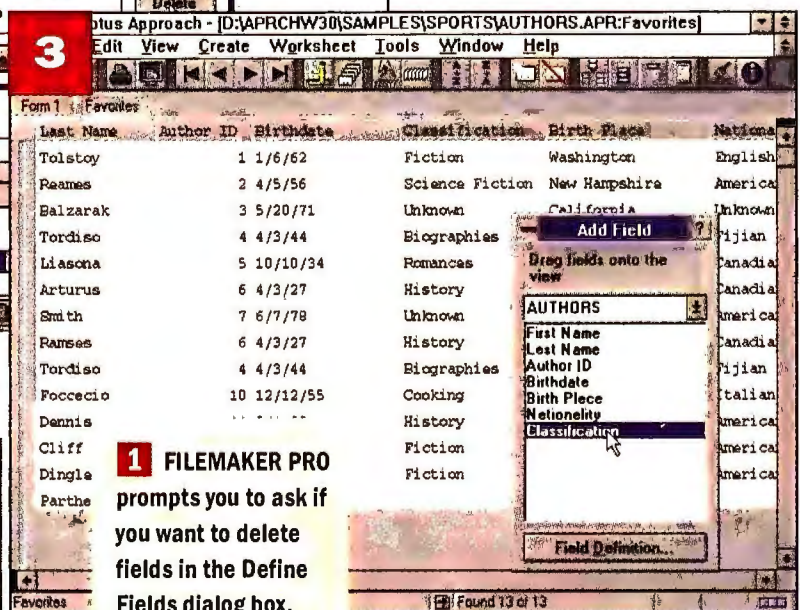 Delete
3
otus Approach - [D:\APRCHW30\SAMPLES\SPORTS\AUTHORS.APR:Favorites]
Edit View Create Worksheet Tools Window Help
Form 1 Favorites
Last Name Author ID Birthdate Classification Birth Place Nationa
Tolstoy 1 1/6/62 Fiction Washington English
Reames 2 4/5/56 Science Fiction New Hampshire America
Balzarak 3 5/20/71 Unknown California Unknown
Tordiso 4 4/3/44 Biographies Fijian
Liasona 5 10/10/34 Romances Canadia
Arturus 6 4/3/27 History Canadia
Smith 7 6/7/78 Unknown America
Ramses 6 4/3/27 History Canadia
Tordiso 4 4/3/44 Biographies Fijian
Foccecio 10 12/12/55 Cooking Italian
Dennis History America
Cliff Fiction America
Dingle Fiction America
Parthe
Add Field
Drag fields onto the
view
AUTHORS
First Name
Last Name
Author ID
Birthdate
Birth Place
Nationality
Classification
Field Definition...
1 FILEMAKER PRO
prompts you to ask if
you want to delete
fields in the Define
Fields dialog box.
Favorites Found 13 of 13